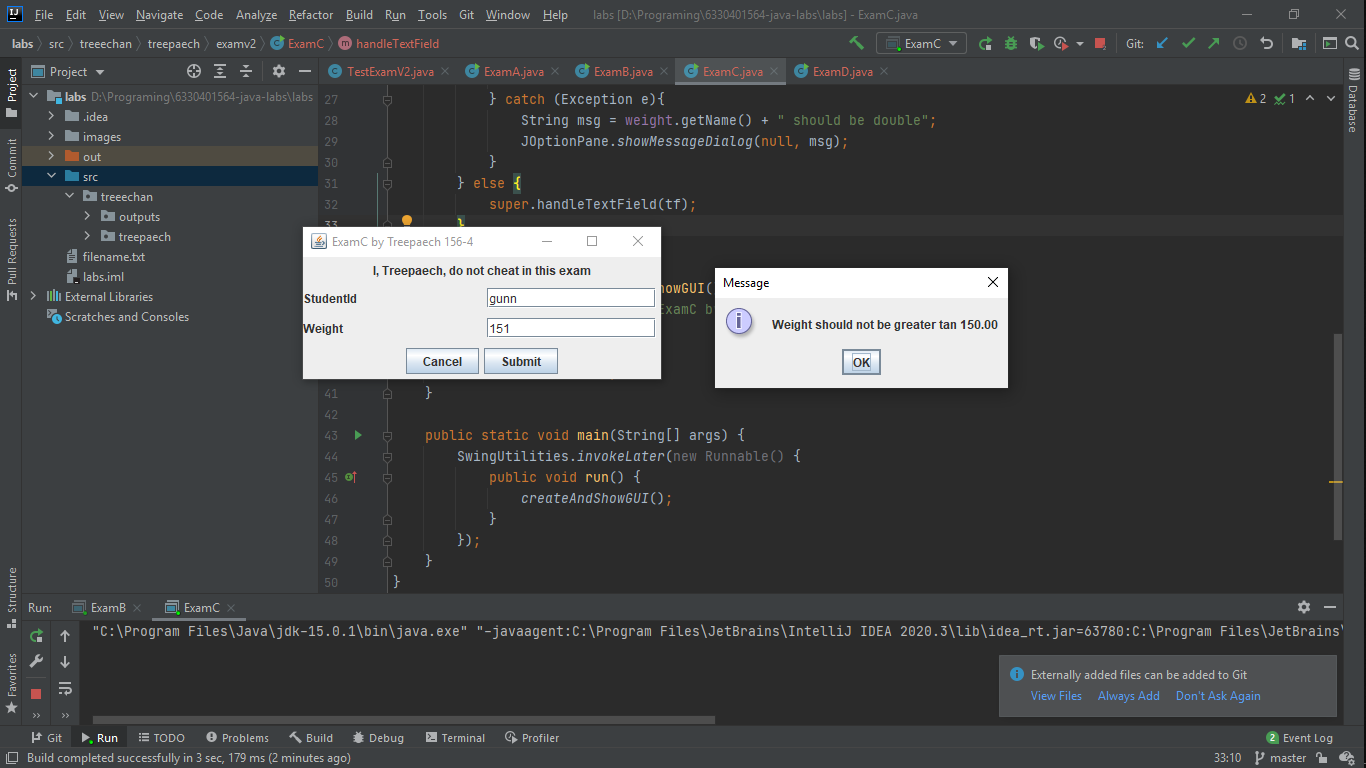 File Edit View Navigate Code Analyze Refactor Build Run Tools Git Window Help labs [D:\Programing\6330401564-java-labs\labs] - ExamC.java
labs src treeechan treepaech examv2 ExamC handleTextField ExamC Git:
Project
TestExamV2.java ExamA.java ExamB.java ExamC.java ExamD.java
labs D:\Programing\6330401564-java-labs\labs
.idea
images
out
src
treeechan
outputs
treepaech
filename.txt
labs.iml
External Libraries
Scratches and Consoles
Project
Commit
Pull Requests
Structure
Favorites
Database
2 1
27 } catch (Exception e){
28 String msg = weight.getName() + " should be double";
29 JOptionPane.showMessageDialog(null, msg);
30 }
31 } else {
32 super.handleTextField(tf);
33 }
owGUI(
ExamC b
41 }
42
43 public static void main(String[] args) {
44 SwingUtilities.invokeLater(new Runnable() {
45 public void run() {
46 createAndShowGUI();
47 }
48 });
49 }
50 }
ExamC by Treepaech 156-4
I, Treepaech, do not cheat in this exam
StudentId gunn
Weight 151
Cancel Submit
Message
Weight should not be greater tan 150.00
OK
Run: ExamB ExamC
"C:\Program Files\Java\jdk-15.0.1\bin\java.exe" "-javaagent:C:\Program Files\JetBrains\IntelliJ IDEA 2020.3\lib\idea_rt.jar=63780:C:\Program Files\JetBrains\
Externally added files can be added to Git
View Files Always Add Don't Ask Again
Git Run TODO Problems Build Debug Terminal Profiler 2 Event Log
Build completed successfully in 3 sec, 179 ms (2 minutes ago) 33:10 master